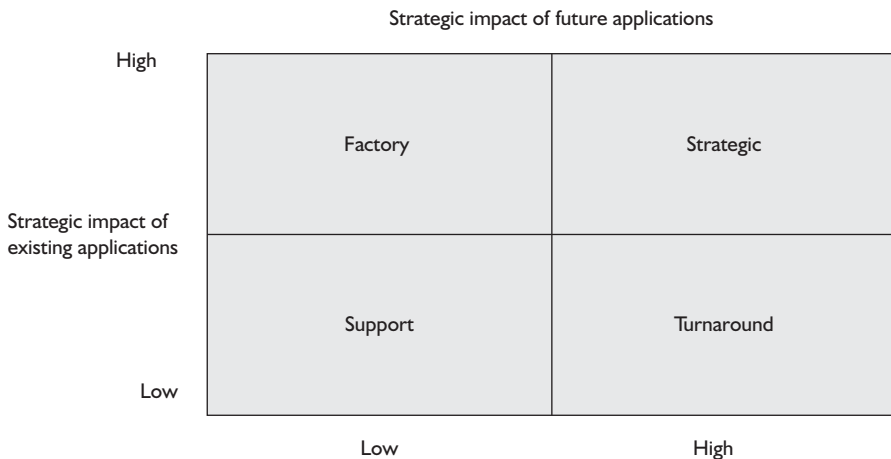 Strategic impact of future applications
High
Factory
Strategic
Strategic impact of
existing applications
Support
Turnaround
Low
Low
High